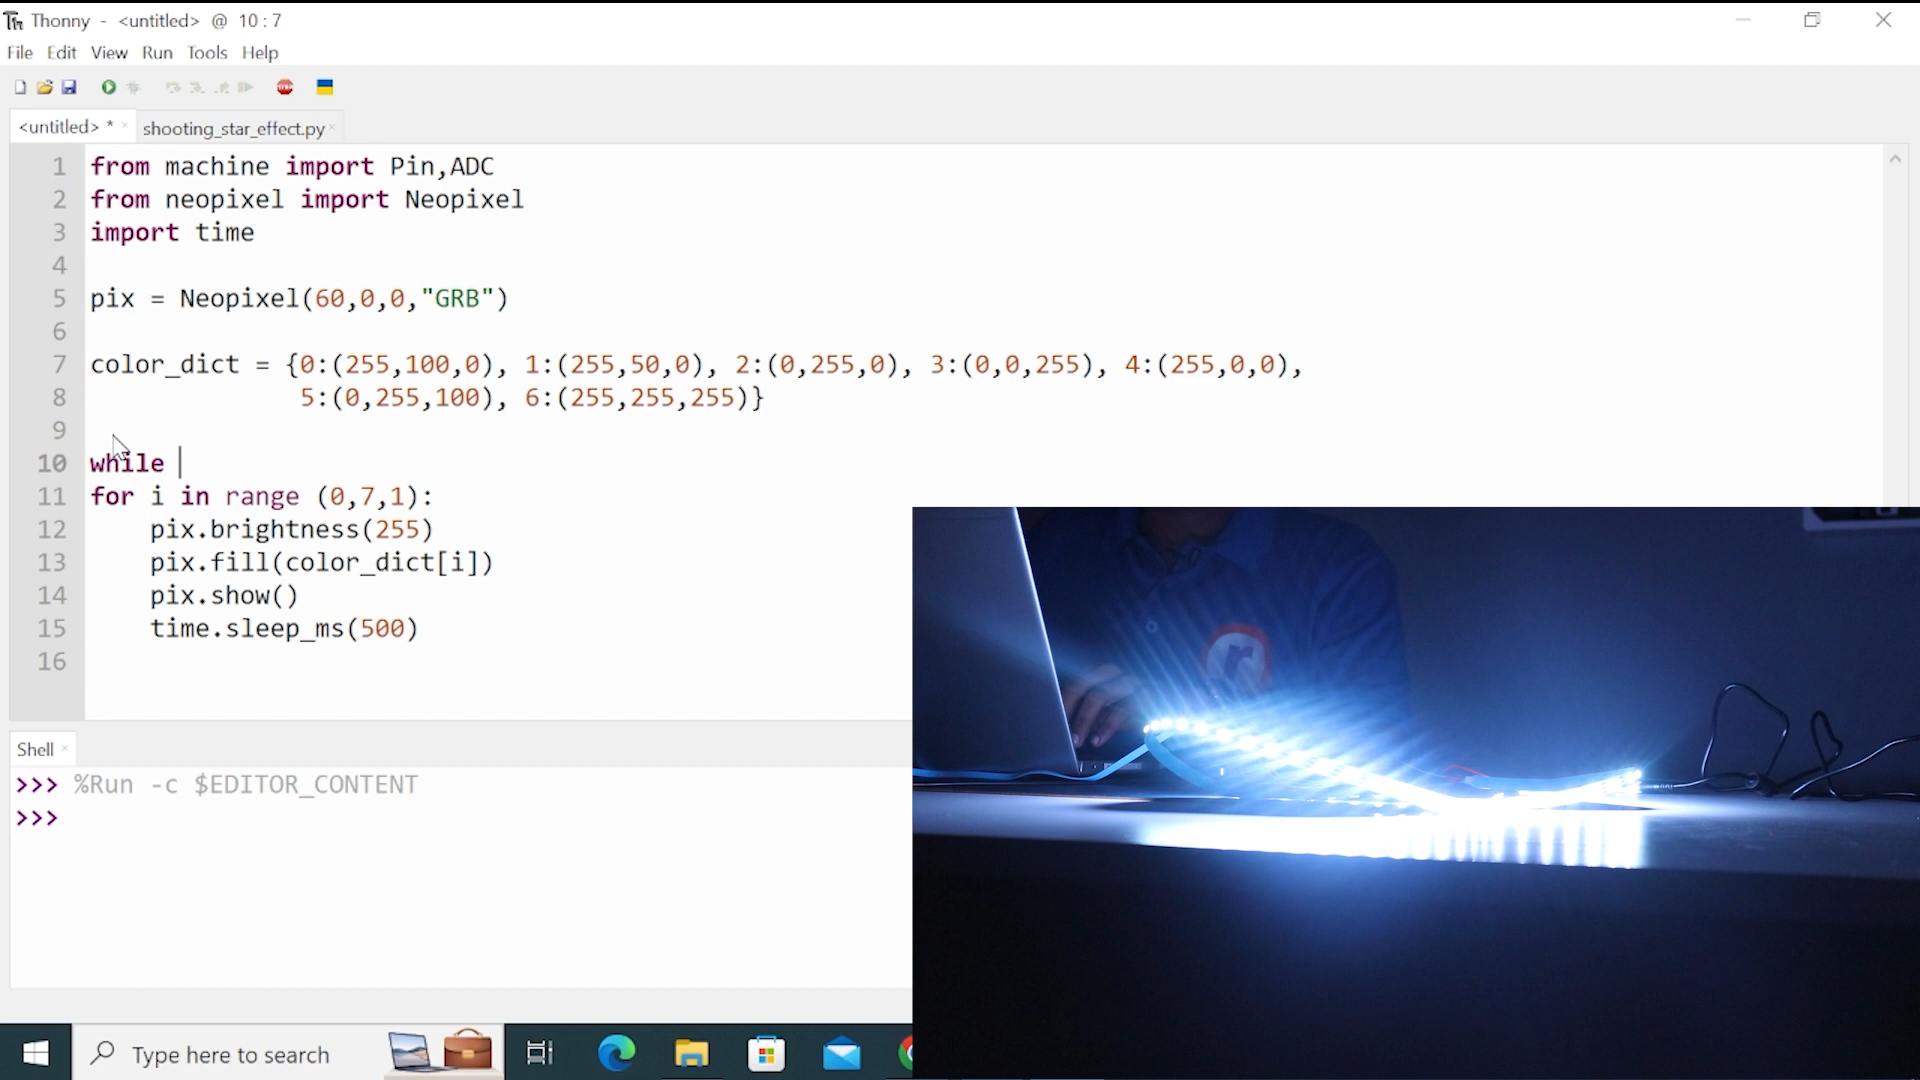 Thonny - <untitled> @ 10 : 7
File Edit View Run Tools Help
<untitled> * × shooting_star_effect.py ×
1 from machine import Pin,ADC
2 from neopixel import Neopixel
3 import time
4
5 pix = Neopixel(60,0,0,"GRB")
6
7 color_dict = {0:(255,100,0), 1:(255,50,0), 2:(0,255,0), 3:(0,0,255), 4:(255,0,0),
8 5:(0,255,100), 6:(255,255,255)}
9
10 while
11 for i in range (0,7,1):
12 pix.brightness(255)
13 pix.fill(color_dict[i])
14 pix.show()
15 time.sleep_ms(500)
16
Shell ×
>>> %Run -c $EDITOR_CONTENT
>>>
Type here to search
r